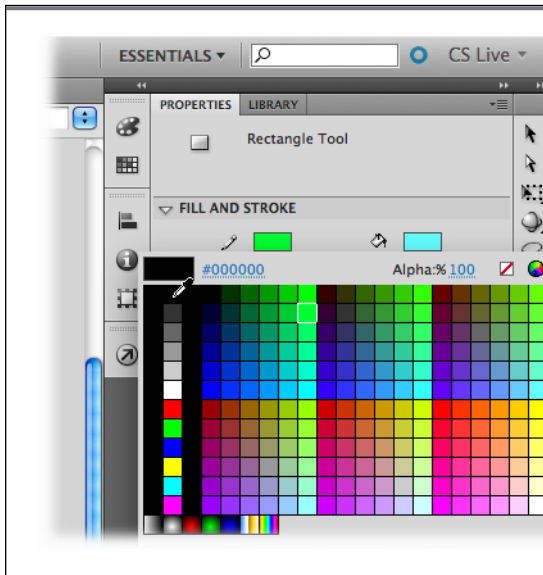 ESSENTIALS CS Live
PROPERTIES LIBRARY
Rectangle Tool
FILL AND STROKE
#000000 Alpha:% 100